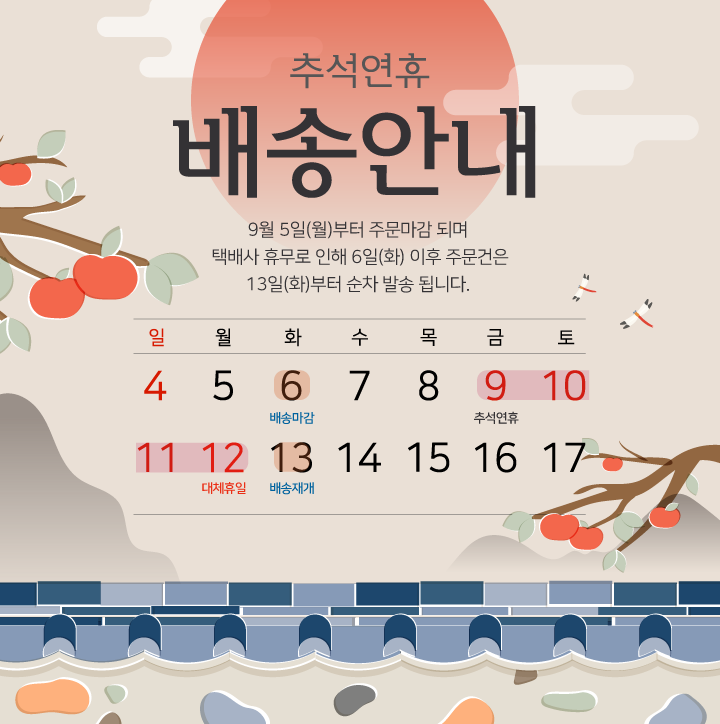 추석연휴
배송안내
9월 5일(월)부터 주문마감 되며
택배사 휴무로 인해 6일(화) 이후 주문건은
13일(화)부터 순차 발송 됩니다.
일 월 화 수 목 금 토
4 5 6 7 8 9 10
배송마감 추석연휴
11 12 13 14 15 16 17
대체휴일 배송재개